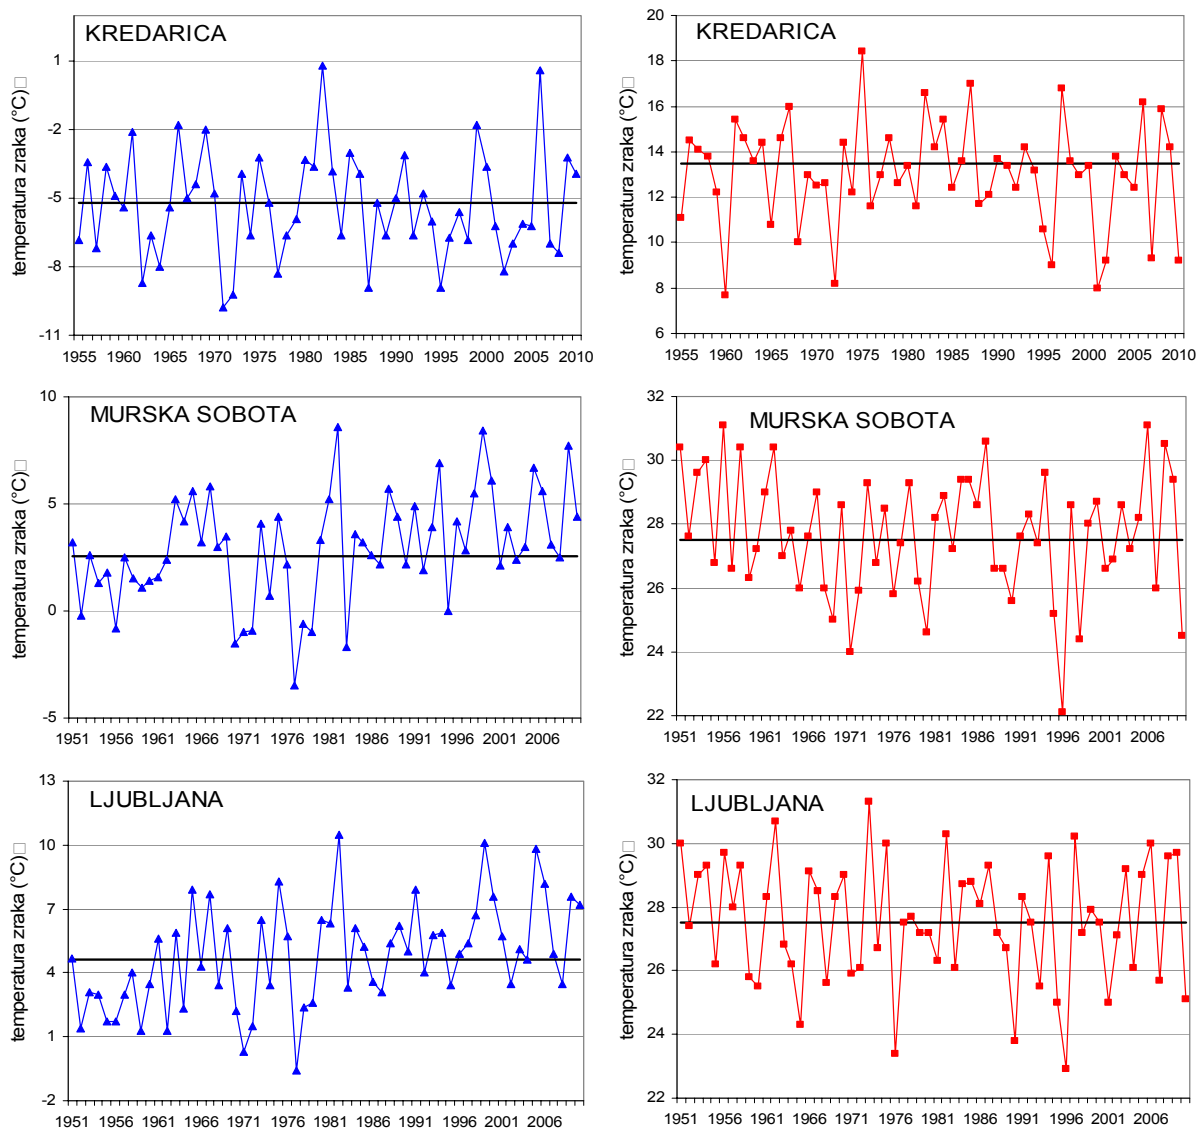 KREDARICA
temperatura zraka (°C)□
1
-2
-5
-8
-11
1955 1960 1965 1970 1975 1980 1985 1990 1995 2000 2005 2010
KREDARICA
temperatura zraka (°C)□
20
18
16
14
12
10
8
6
1955 1960 1965 1970 1975 1980 1985 1990 1995 2000 2005 2010
MURSKA SOBOTA
temperatura zraka (°C)□
10
5
0
-5
1951 1956 1961 1966 1971 1976 1981 1986 1991 1996 2001 2006
MURSKA SOBOTA
temperatura zraka (°C)□
32
30
28
26
24
22
1951 1956 1961 1966 1971 1976 1981 1986 1991 1996 2001 2006
LJUBLJANA
temperatura zraka (°C)□
13
10
7
4
1
-2
1951 1956 1961 1966 1971 1976 1981 1986 1991 1996 2001 2006
LJUBLJANA
temperatura zraka (°C)□
32
30
28
26
24
22
1951 1956 1961 1966 1971 1976 1981 1986 1991 1996 2001 2006